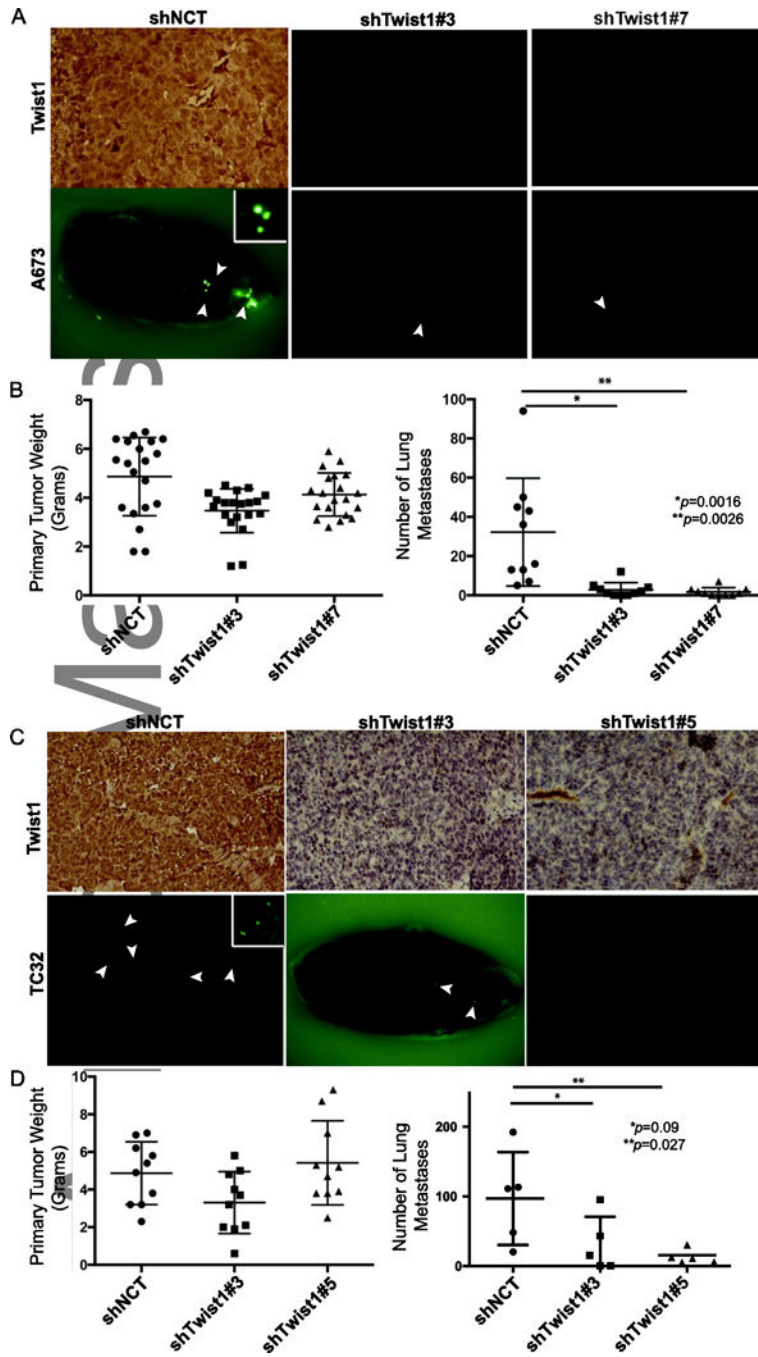 A
shNCT shTwist1#3 shTwist1#7
Twist1
A673
B
Primary Tumor Weight
(Grams)
8
6
4
2
0
shNCT shTwist1#3 shTwist1#7
Number of Lung
Metastases
100
80
60
40
20
0
**
*
*p=0.0016
**p=0.0026
shNCT shTwist1#3 shTwist1#7
C
shNCT shTwist1#3 shTwist1#5
Twist1
TC32
D
Primary Tumor Weight
(Grams)
10
8
6
4
2
0
shNCT shTwist1#3 shTwist1#5
Number of Lung
Metastases
200
100
0
**
*
*p=0.09
**p=0.027
shNCT shTwist1#3 shTwist1#5